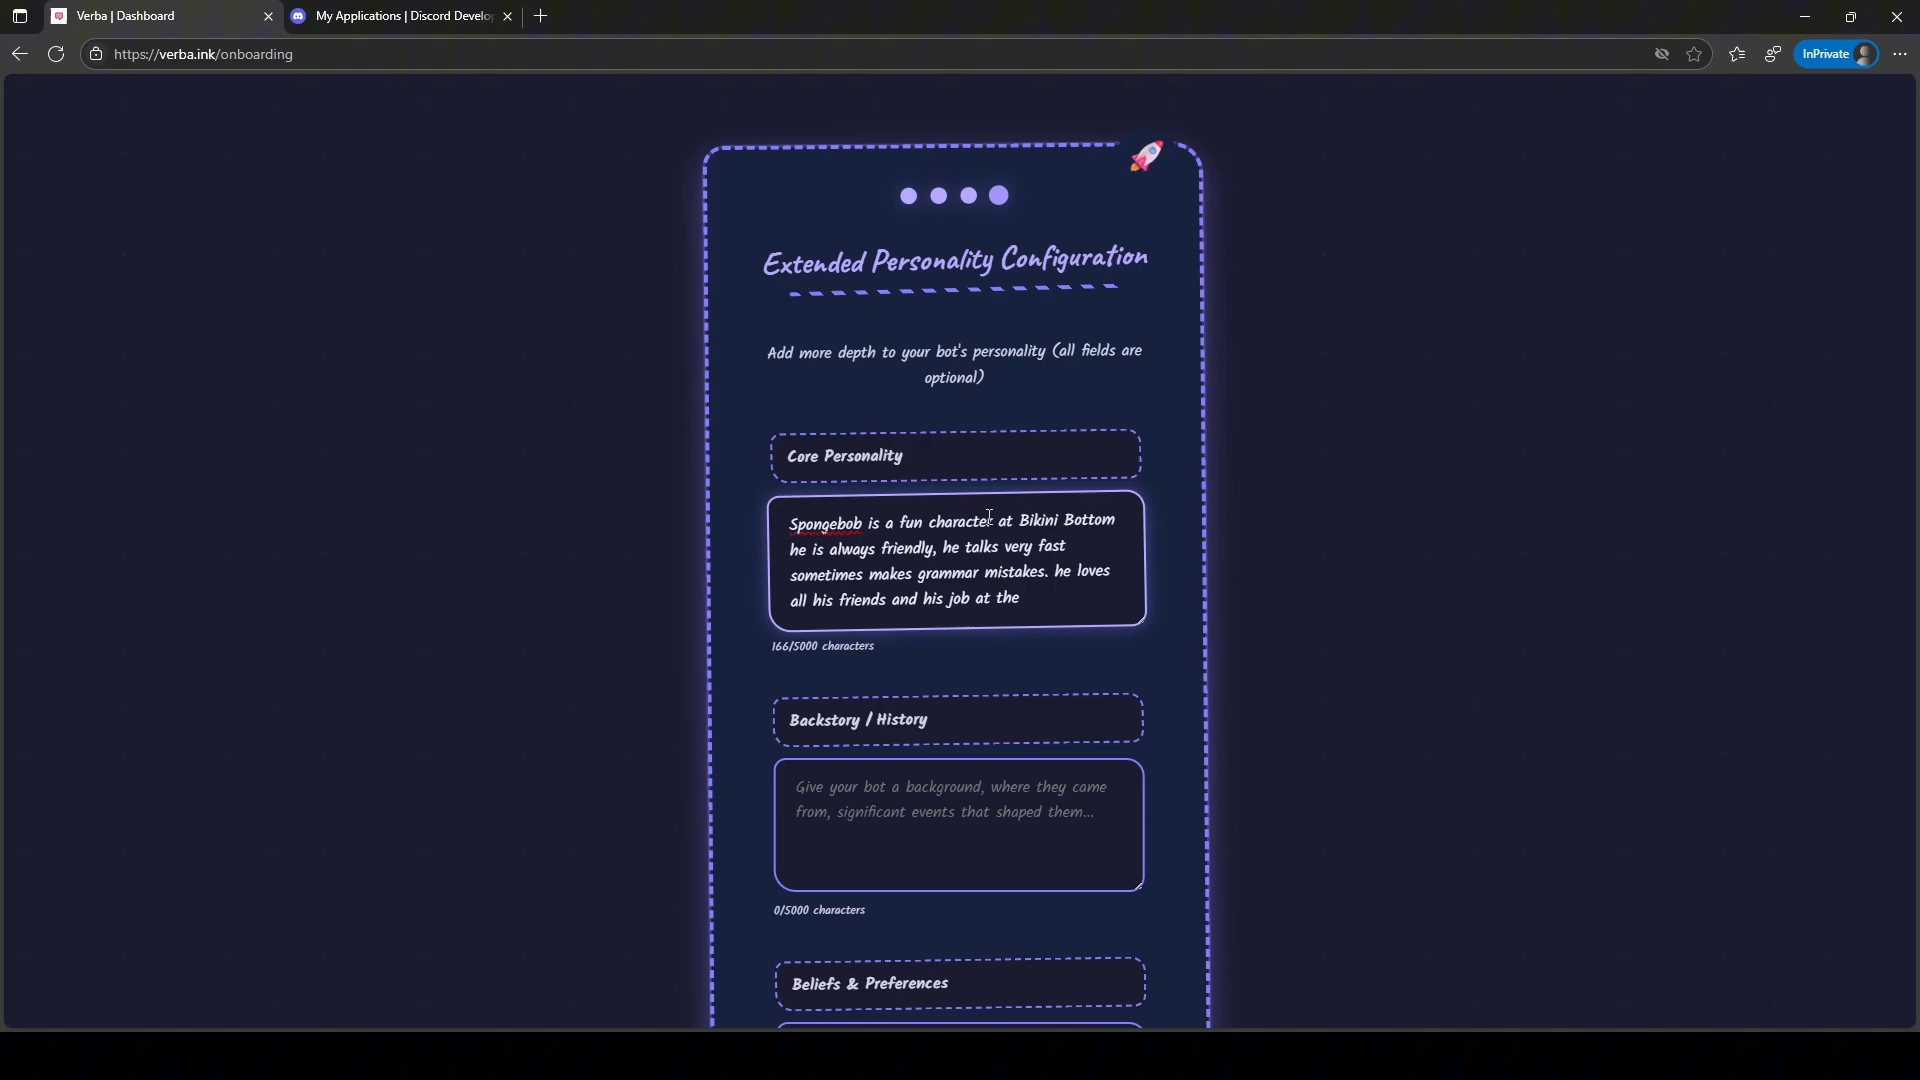 Verba | Dashboard
My Applications | Discord Develo
https://verba.ink/onboarding
InPrivate
Extended Personality Configuration
Add more depth to your bot's personality (all fields are
optional)
Core Personality
Spongebob is a fun character at Bikini Bottom
he is always friendly, he talks very fast
sometimes makes grammar mistakes. he loves
all his friends and his job at the
166/5000 characters
Backstory / History
Give your bot a background, where they came
from, significant events that shaped them...
0/5000 characters
Beliefs & Preferences